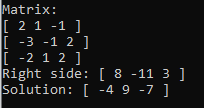 Matrix:
[ 2 1 -1 ]
[ -3 -1 2 ]
[ -2 1 2 ]
Right side: [ 8 -11 3 ]
Solution: [ -4 9 -7 ]